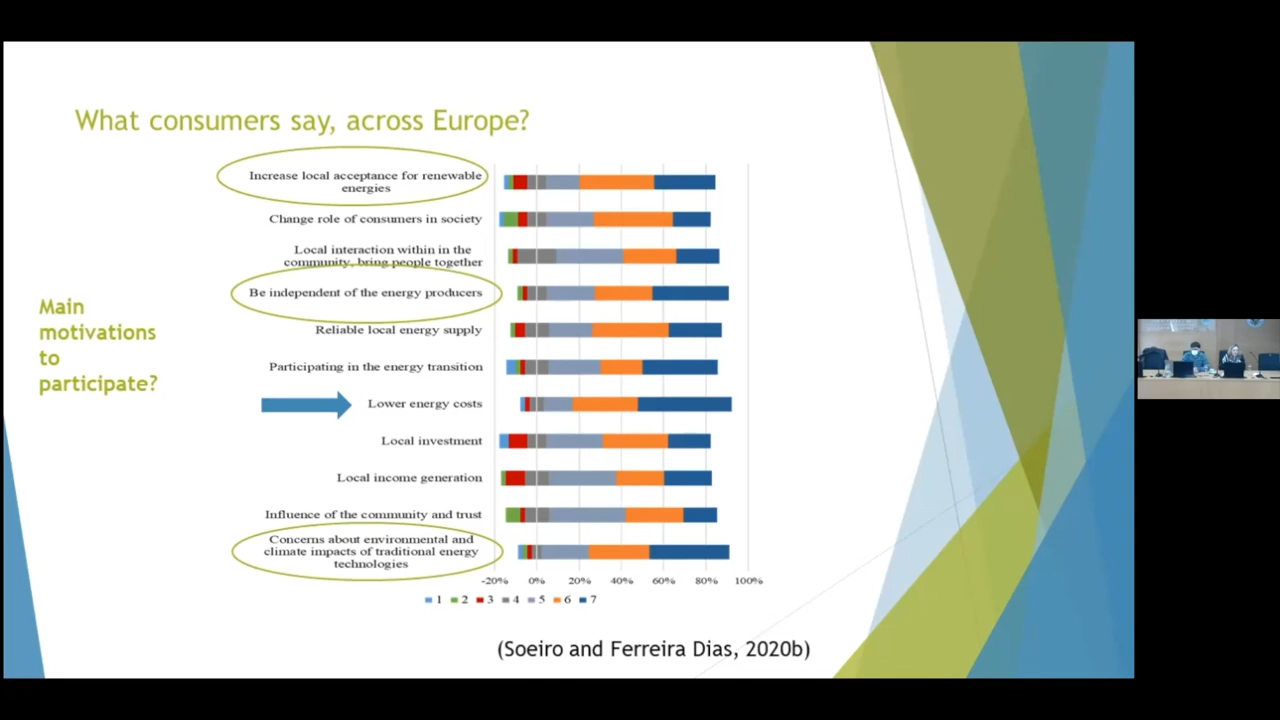 What consumers say, across Europe?
Increase local acceptance for renewable
energies
Change role of consumers in society
Local interaction within in the
community, bring people together
Be independent of the energy producers
Main
motivations
to
participate?
Reliable local energy supply
Participating in the energy transition
Lower energy costs
Local investment
Local income generation
Influence of the community and trust
Concerns about environmental and
climate impacts of traditional energy
technologies
-20% 0% 20% 40% 60% 80% 100%
1 2 3 4 5 6 7
(Soeiro and Ferreira Dias, 2020b)